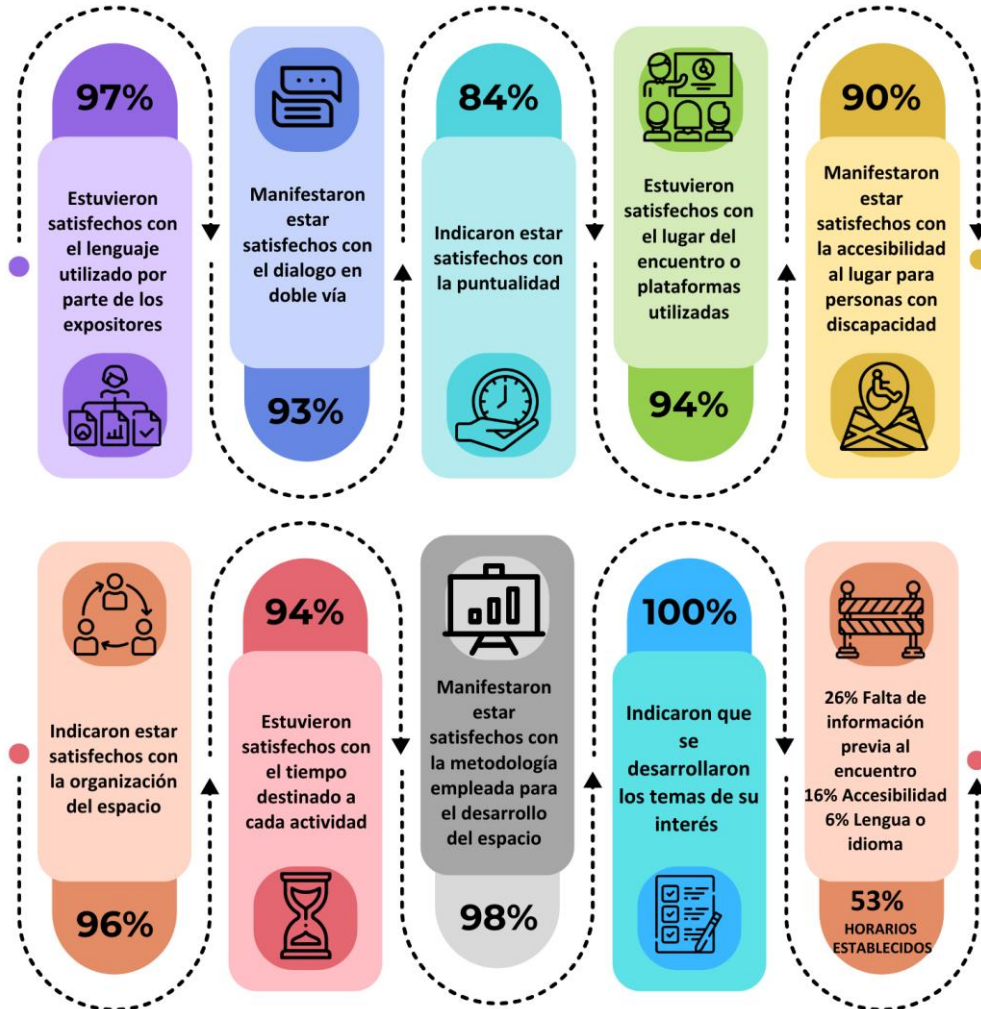 97%
Estuvieron
satisfechos con
el lenguaje
utilizado por
parte de los
expositores
Manifestaron
estar
satisfechos con
el dialogo en
doble vía
93%
84%
Indicaron estar
satisfechos con
la puntualidad
Estuvieron
satisfechos con
el lugar del
encuentro o
plataformas
utilizadas
94%
90%
Manifestaron
estar
satisfechos con
la accesibilidad
al lugar para
personas con
discapacidad
Indicaron estar
satisfechos con
la organización
del espacio
96%
94%
Estuvieron
satisfechos con
el tiempo
destinado a
cada actividad
Manifestaron
estar
satisfechos con
la metodología
empleada para
el desarrollo
del espacio
98%
100%
Indicaron que
se
desarrollaron
los temas de su
interés
26% Falta de
información
previa al
encuentro
16% Accesibilidad
6% Lengua o
idioma
53%
HORARIOS
ESTABLECIDOS